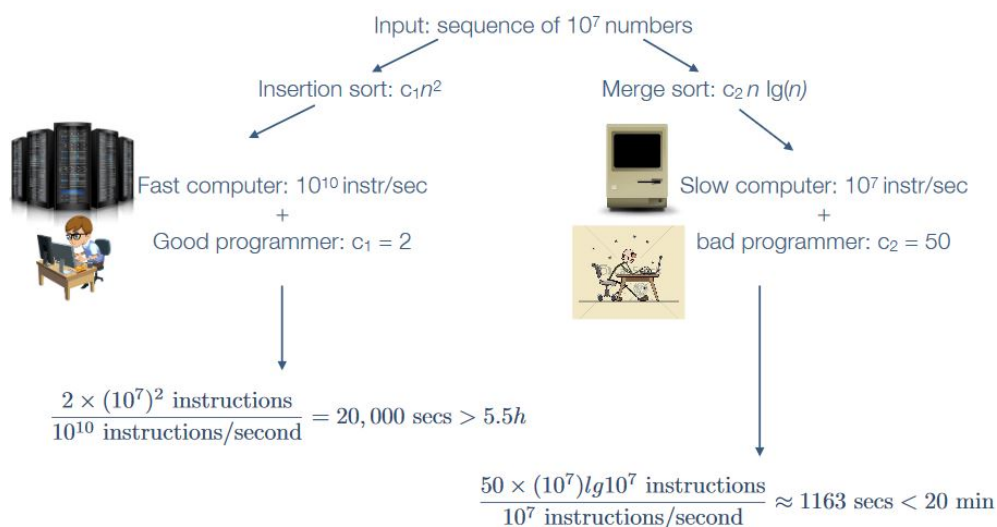 Input: sequence of 10⁷ numbers
Insertion sort: c₁n²
Merge sort: c₂ n lg(n)
Fast computer: 10¹⁰ instr/sec
+
Good programmer: c₁ = 2
Slow computer: 10⁷ instr/sec
+
bad programmer: c₂ = 50
2 × (10⁷)² instructions
10¹⁰ instructions/second
= 20,000 secs > 5.5h
50 × (10⁷)lg10⁷ instructions
10⁷ instructions/second
≈ 1163 secs < 20 min